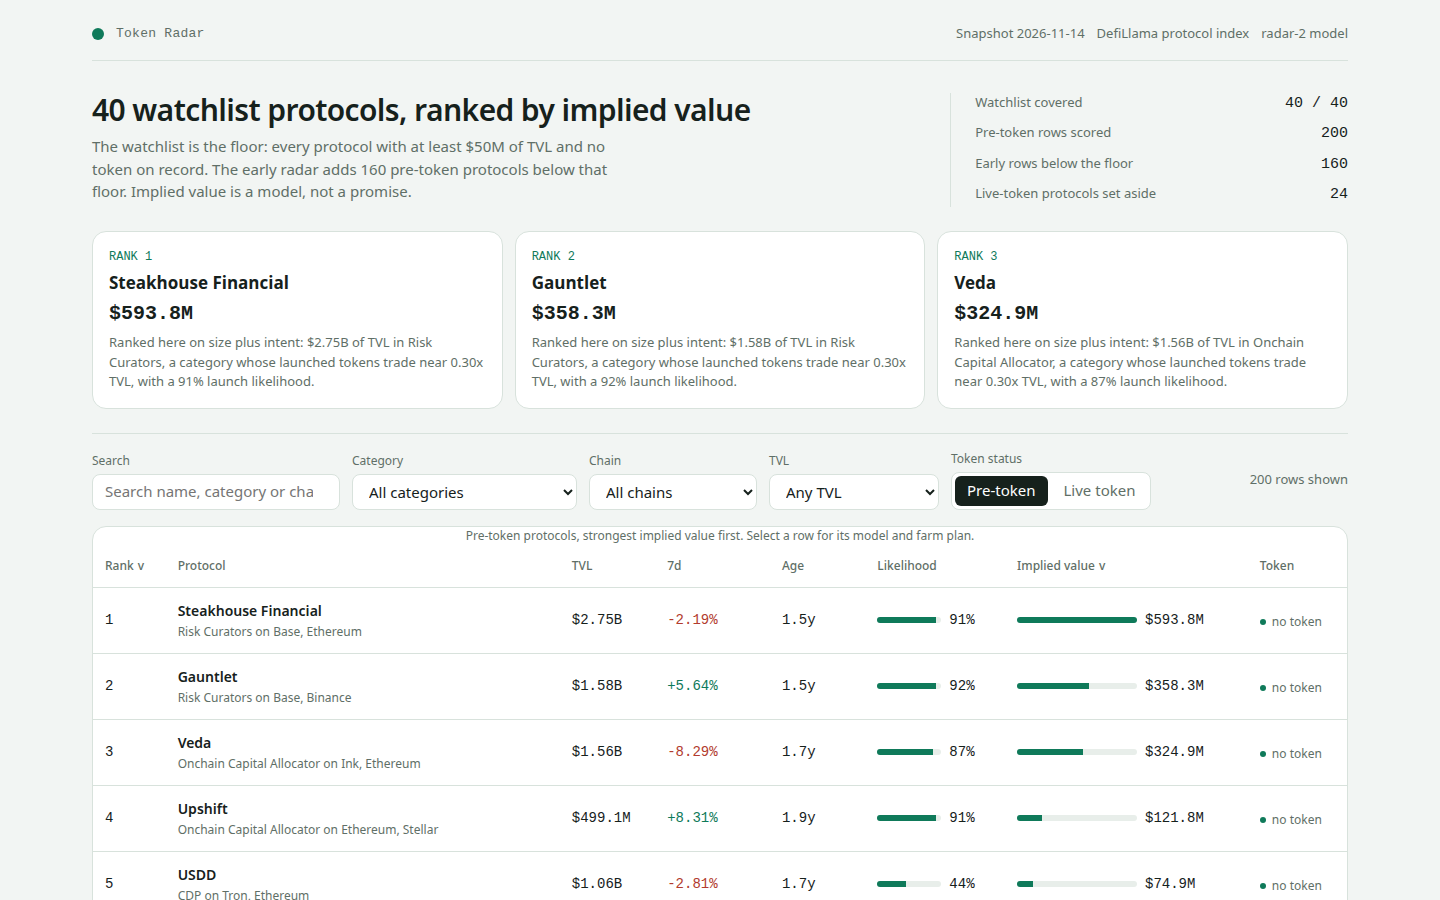 Token Radar
Snapshot 2026-11-14 DefiLlama protocol index radar-2 model
40 watchlist protocols, ranked by implied value
The watchlist is the floor: every protocol with at least $50M of TVL and no
token on record. The early radar adds 160 pre-token protocols below that
floor. Implied value is a model, not a promise.
Watchlist covered 40 / 40
Pre-token rows scored 200
Early rows below the floor 160
Live-token protocols set aside 24
RANK 1
Steakhouse Financial
$593.8M
Ranked here on size plus intent: $2.75B of TVL in Risk
Curators, a category whose launched tokens trade near 0.30x
TVL, with a 91% launch likelihood.
RANK 2
Gauntlet
$358.3M
Ranked here on size plus intent: $1.58B of TVL in Risk
Curators, a category whose launched tokens trade near 0.30x
TVL, with a 92% launch likelihood.
RANK 3
Veda
$324.9M
Ranked here on size plus intent: $1.56B of TVL in Onchain
Capital Allocator, a category whose launched tokens trade
near 0.30x TVL, with a 87% launch likelihood.
Search
Search name, category or cha
Category
All categories
Chain
All chains
TVL
Any TVL
Token status
Pre-token Live token
200 rows shown
Pre-token protocols, strongest implied value first. Select a row for its model and farm plan.
Rank v Protocol TVL 7d Age Likelihood Implied value v Token
1 Steakhouse Financial $2.75B -2.19% 1.5y 91% $593.8M no token
Risk Curators on Base, Ethereum
2 Gauntlet $1.58B +5.64% 1.5y 92% $358.3M no token
Risk Curators on Base, Binance
3 Veda $1.56B -8.29% 1.7y 87% $324.9M no token
Onchain Capital Allocator on Ink, Ethereum
4 Upshift $499.1M +8.31% 1.9y 91% $121.8M no token
Onchain Capital Allocator on Ethereum, Stellar
5 USDD $1.06B -2.81% 1.7y 44% $74.9M no token
CDP on Tron, Ethereum